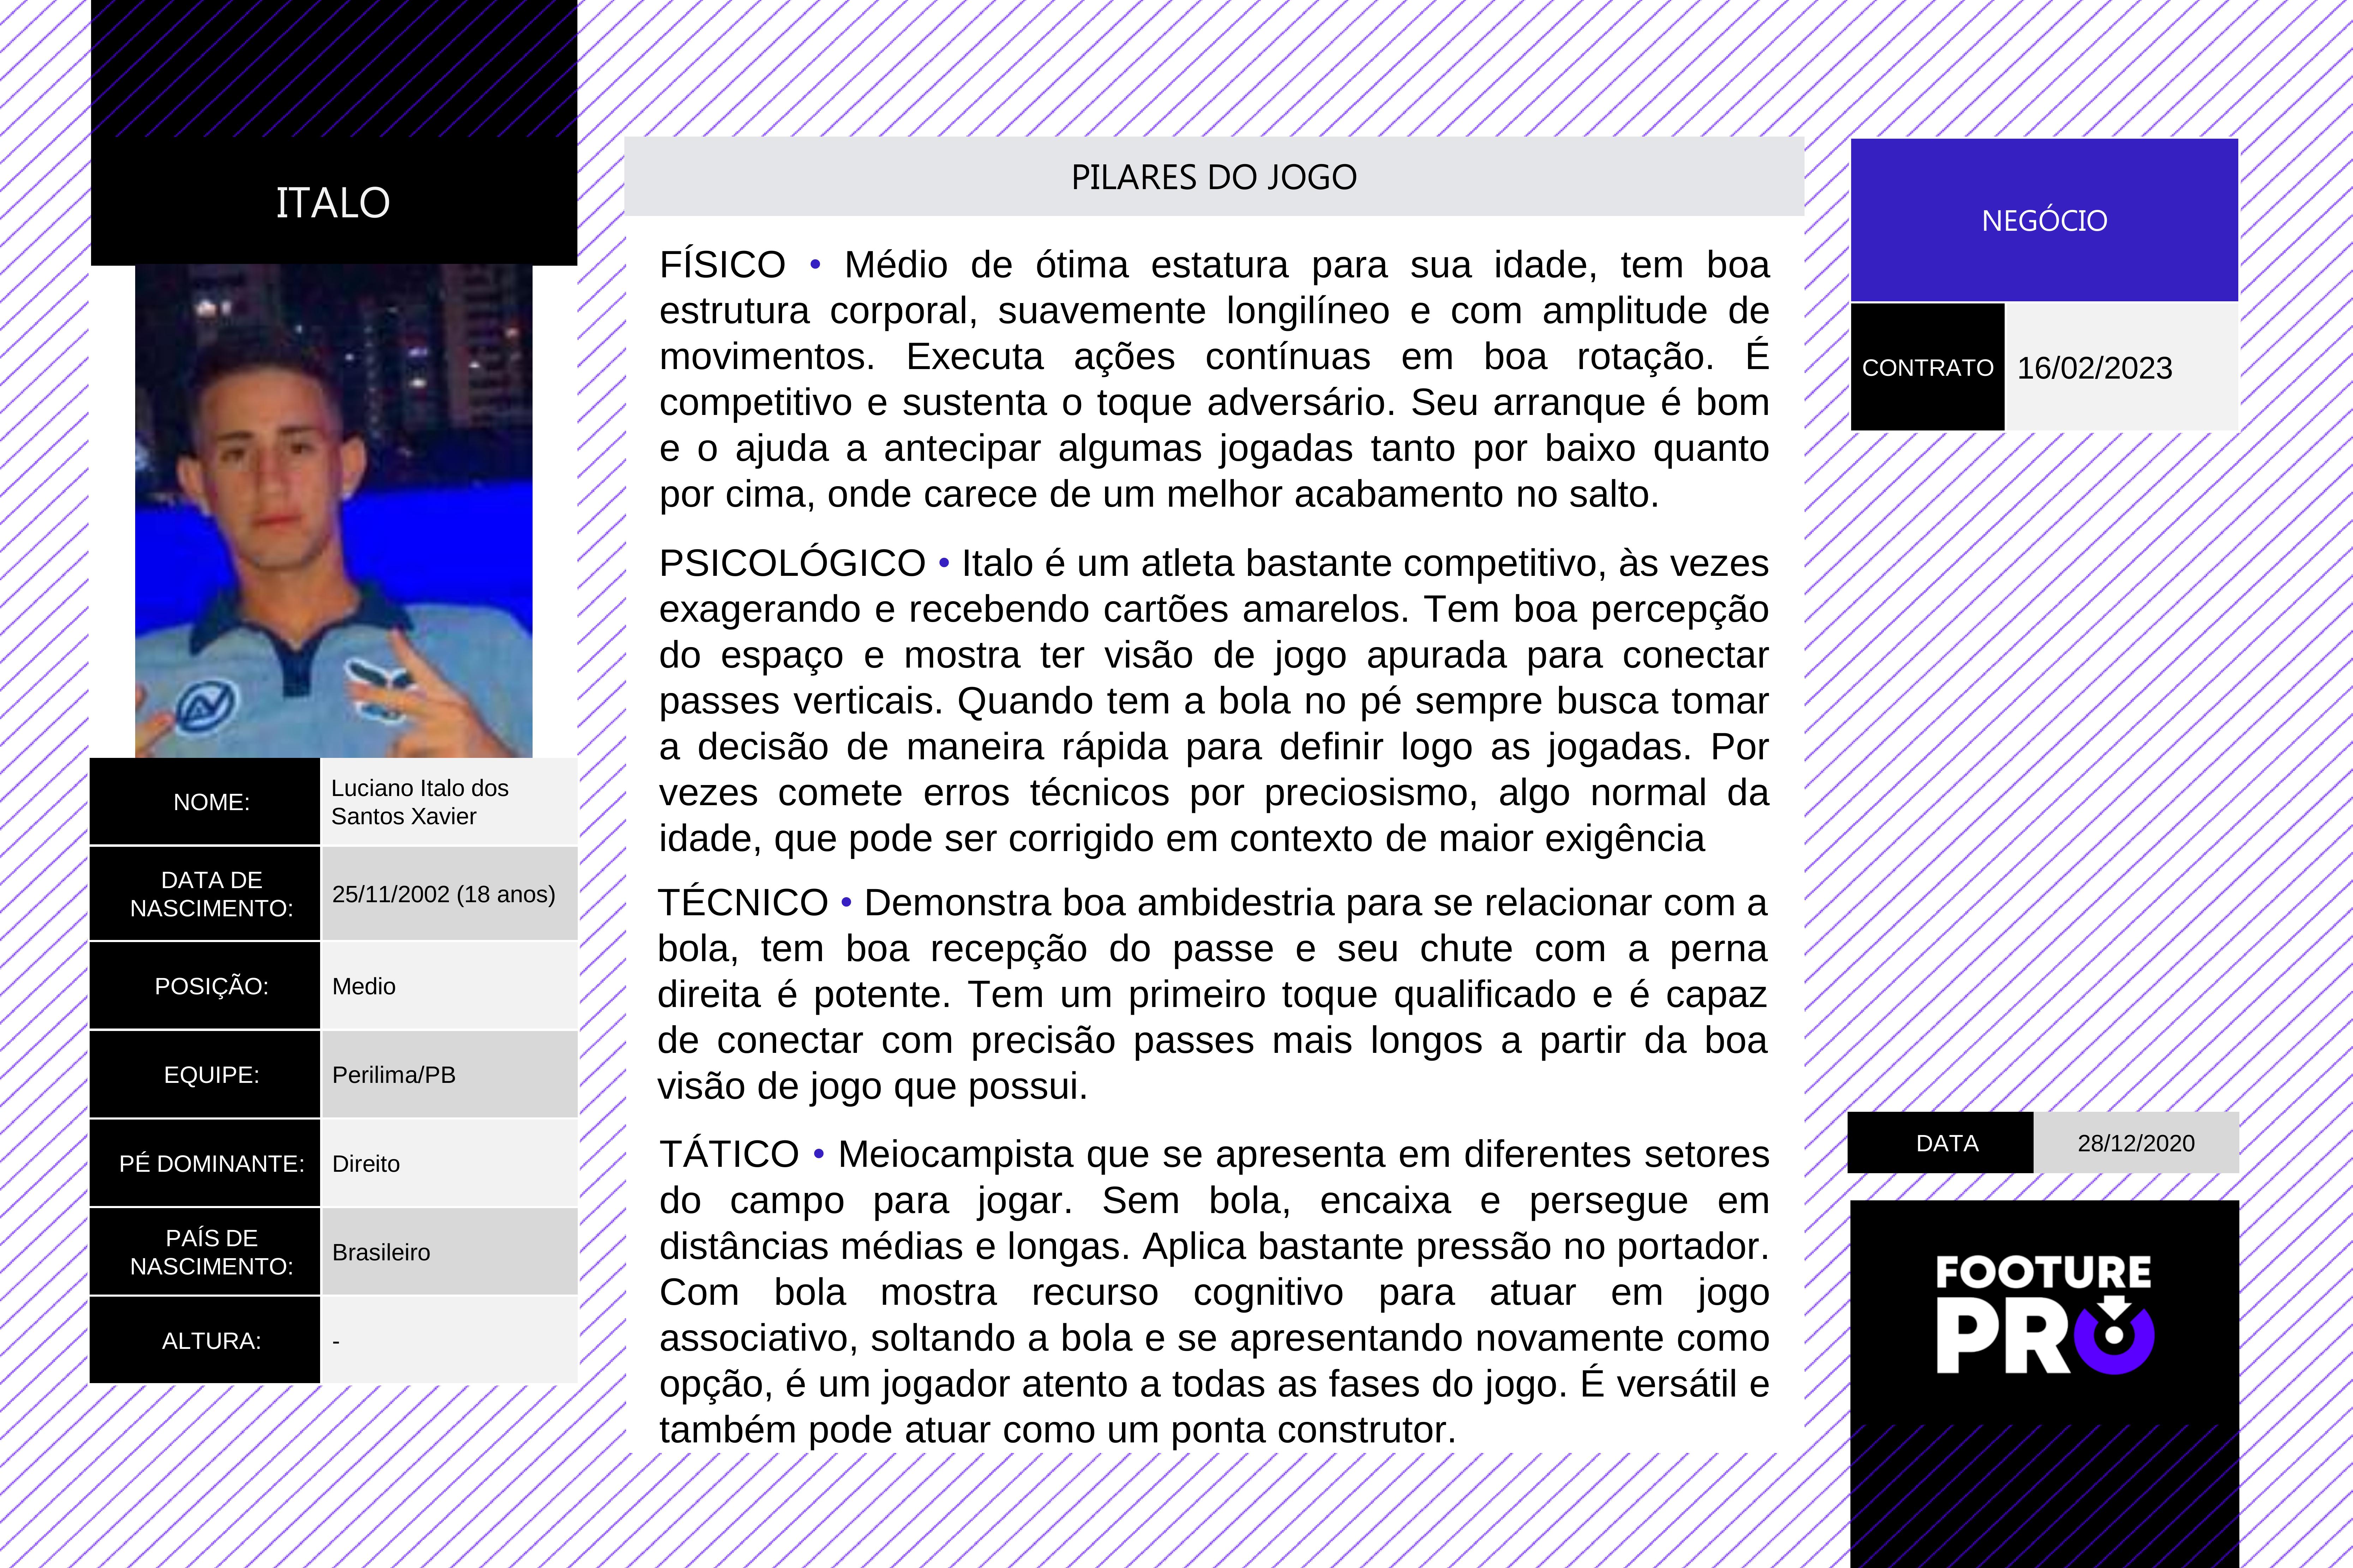 ITALO
NOME:
Luciano Italo dos
Santos Xavier
DATA DE
NASCIMENTO:
25/11/2002 (18 anos)
POSIÇÃO:
Medio
EQUIPE:
Perilima/PB
PÉ DOMINANTE:
Direito
PAÍS DE
NASCIMENTO:
Brasileiro
ALTURA:
-
PILARES DO JOGO
FÍSICO • Médio de ótima estatura para sua idade, tem boa
estrutura corporal, suavemente longilíneo e com amplitude de
movimentos. Executa ações contínuas em boa rotação. É
competitivo e sustenta o toque adversário. Seu arranque é bom
e o ajuda a antecipar algumas jogadas tanto por baixo quanto
por cima, onde carece de um melhor acabamento no salto.
PSICOLÓGICO • Italo é um atleta bastante competitivo, às vezes
exagerando e recebendo cartões amarelos. Tem boa percepção
do espaço e mostra ter visão de jogo apurada para conectar
passes verticais. Quando tem a bola no pé sempre busca tomar
a decisão de maneira rápida para definir logo as jogadas. Por
vezes comete erros técnicos por preciosismo, algo normal da
idade, que pode ser corrigido em contexto de maior exigência
TÉCNICO • Demonstra boa ambidestria para se relacionar com a
bola, tem boa recepção do passe e seu chute com a perna
direita é potente. Tem um primeiro toque qualificado e é capaz
de conectar com precisão passes mais longos a partir da boa
visão de jogo que possui.
TÁTICO • Meiocampista que se apresenta em diferentes setores
do campo para jogar. Sem bola, encaixa e persegue em
distâncias médias e longas. Aplica bastante pressão no portador.
Com bola mostra recurso cognitivo para atuar em jogo
associativo, soltando a bola e se apresentando novamente como
opção, é um jogador atento a todas as fases do jogo. É versátil e
também pode atuar como um ponta construtor.
NEGÓCIO
CONTRATO
16/02/2023
DATA
28/12/2020
FOOTURE
PRO